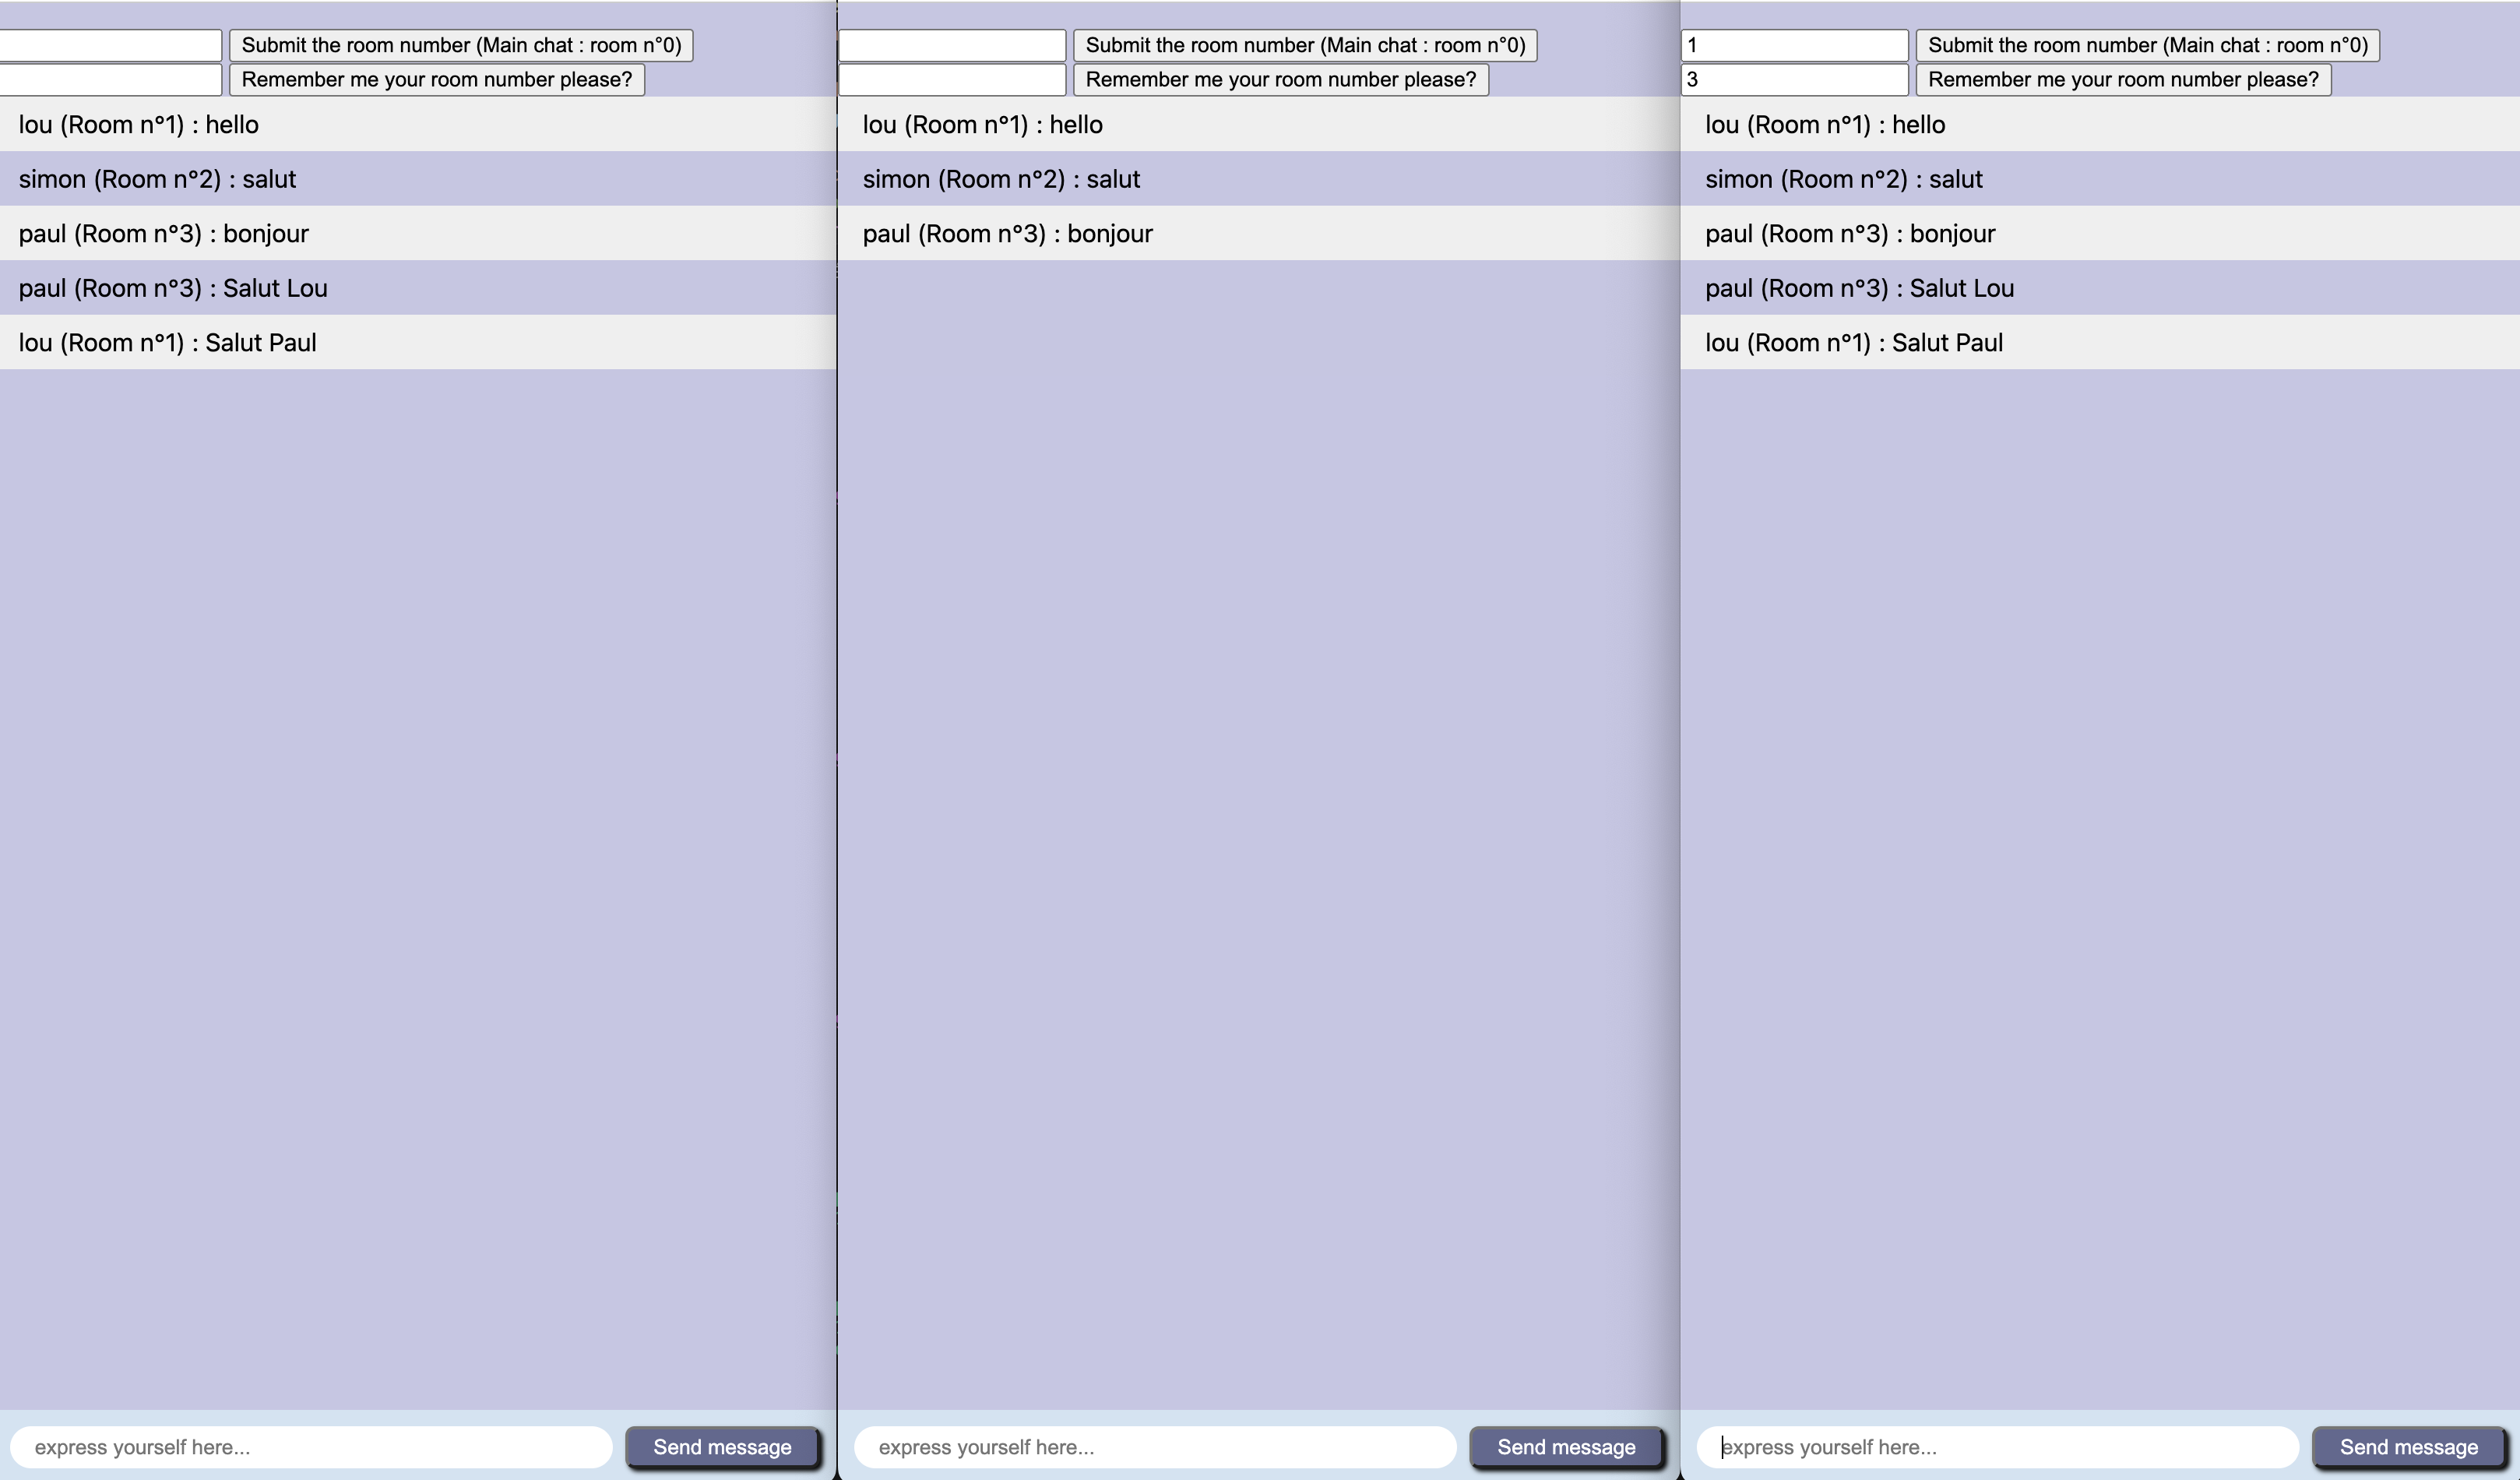 Submit the room number (Main chat : room n°0)
Remember me your room number please?
lou (Room n°1) : hello
simon (Room n°2) : salut
paul (Room n°3) : bonjour
paul (Room n°3) : Salut Lou
lou (Room n°1) : Salut Paul
express yourself here...
Send message
Submit the room number (Main chat : room n°0)
Remember me your room number please?
lou (Room n°1) : hello
simon (Room n°2) : salut
paul (Room n°3) : bonjour
express yourself here...
Send message
1
Submit the room number (Main chat : room n°0)
3
Remember me your room number please?
lou (Room n°1) : hello
simon (Room n°2) : salut
paul (Room n°3) : bonjour
paul (Room n°3) : Salut Lou
lou (Room n°1) : Salut Paul
express yourself here...
Send message